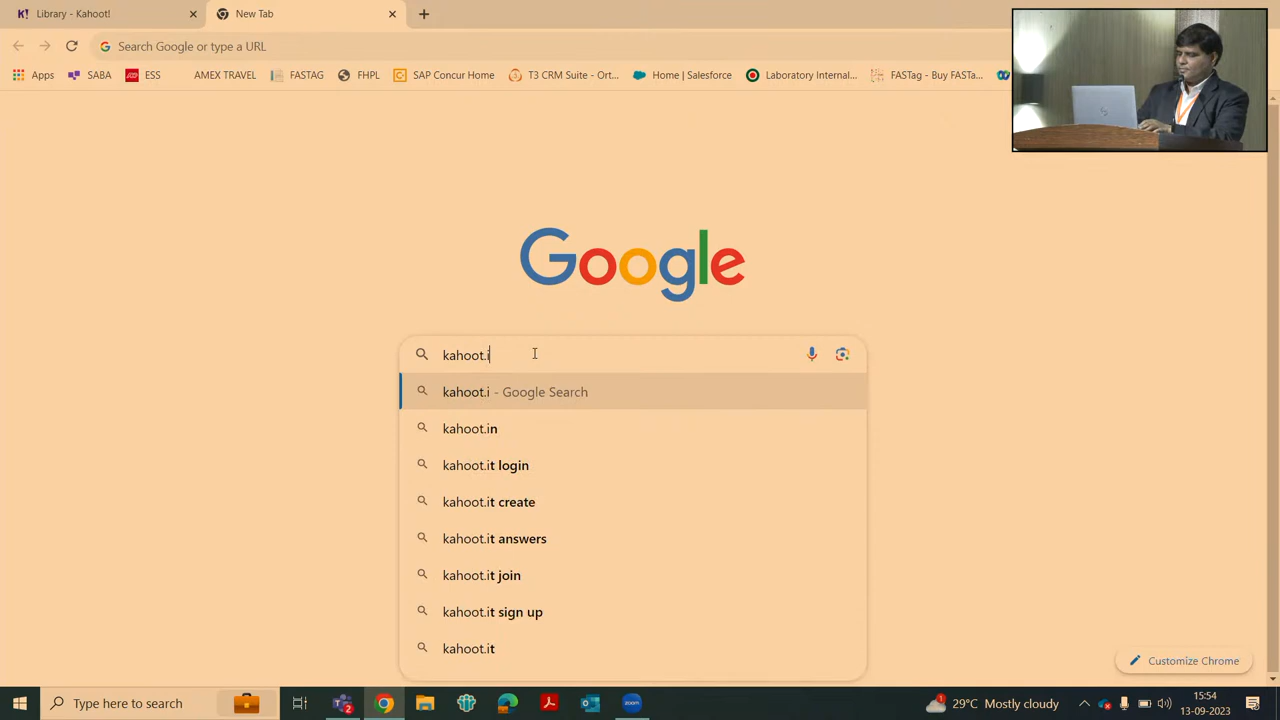 Library - Kahoot!
New Tab
Search Google or type a URL
Apps SABA ESS AMEX TRAVEL FASTAG FHPL SAP Concur Home T3 CRM Suite - Ort... Home | Salesforce Laboratory Internal... FASTag - Buy FASTa...
Google
kahoot.i
kahoot.i - Google Search
kahoot.in
kahoot.it login
kahoot.it create
kahoot.it answers
kahoot.it join
kahoot.it sign up
kahoot.it
Customize Chrome
Type here to search
zoom
29°C Mostly cloudy
15:54
13-09-2023